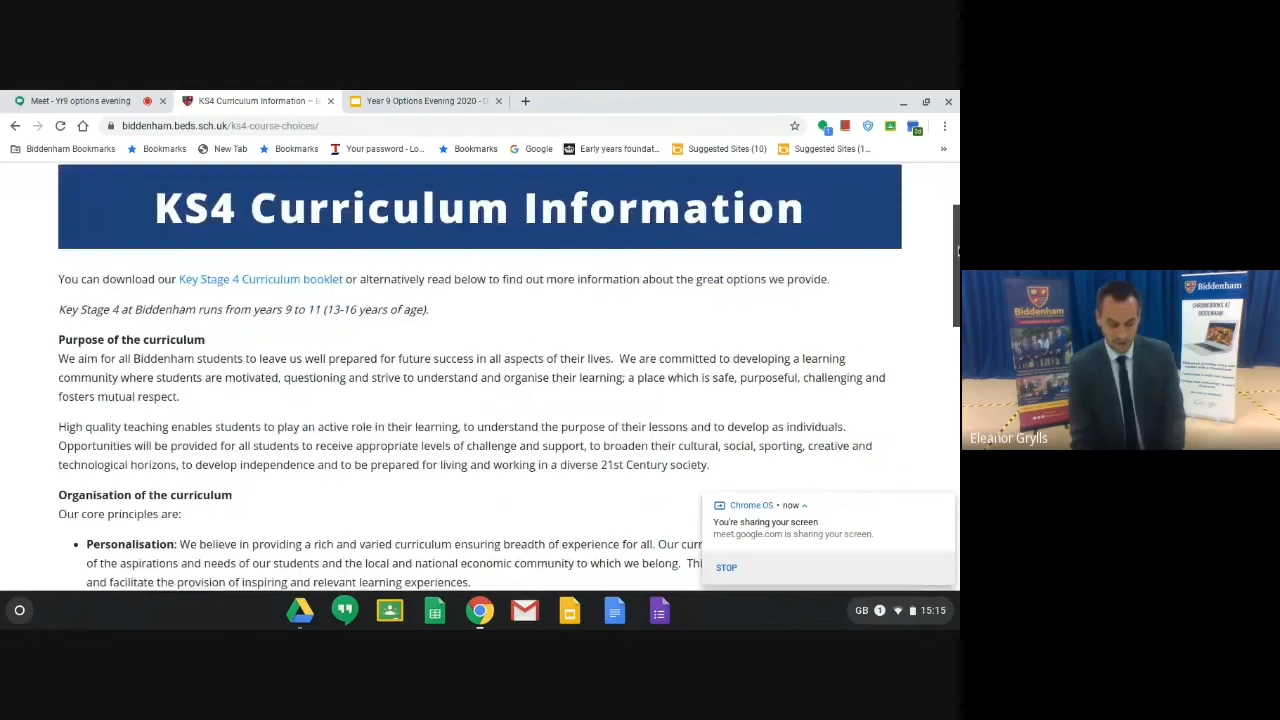 Meet - Yr9 options evening
KS4 Curriculum Information – B
Year 9 Options Evening 2020 - G
biddenham.beds.sch.uk/ks4-course-choices/
Biddenham Bookmarks
Bookmarks
New Tab
Bookmarks
Your password - Lo...
Bookmarks
Google
Early years foundat...
Suggested Sites (10)
Suggested Sites (1...
KS4 Curriculum Information
You can download our Key Stage 4 Curriculum booklet or alternatively read below to find out more information about the great options we provide.
Key Stage 4 at Biddenham runs from years 9 to 11 (13-16 years of age).
Purpose of the curriculum
We aim for all Biddenham students to leave us well prepared for future success in all aspects of their lives. We are committed to developing a learning
community where students are motivated, questioning and strive to understand and organise their learning; a place which is safe, purposeful, challenging and
fosters mutual respect.
High quality teaching enables students to play an active role in their learning, to understand the purpose of their lessons and to develop as individuals.
Opportunities will be provided for all students to receive appropriate levels of challenge and support, to broaden their cultural, social, sporting, creative and
technological horizons, to develop independence and to be prepared for living and working in a diverse 21st Century society.
Organisation of the curriculum
Our core principles are:
• Personalisation: We believe in providing a rich and varied curriculum ensuring breadth of experience for all. Our curr
of the aspirations and needs of our students and the local and national economic community to which we belong. Thi
and facilitate the provision of inspiring and relevant learning experiences.
Chrome OS • now
You're sharing your screen
meet.google.com is sharing your screen.
STOP
GB 1 15:15
Biddenham
Biddenham
CHROMEBOOKS AT
BIDDENHAM
Google
Eleanor Grylls